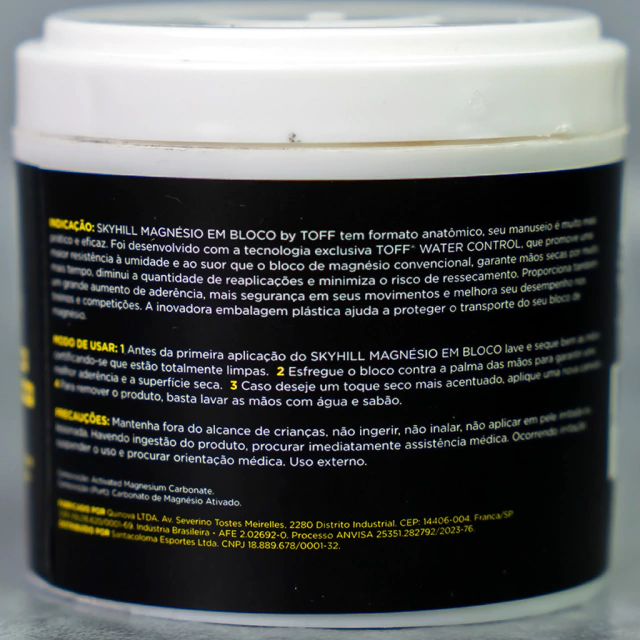 INDICAÇÃO: SKYHILL MAGNÉSIO EM BLOCO by TOFF tem formato anatômico, seu manuseio é muito mais
prático e eficaz. Foi desenvolvido com a tecnologia exclusiva TOFF® WATER CONTROL, que promove uma
maior resistência à umidade e ao suor que o bloco de magnésio convencional, garante mãos secas por muito
mais tempo, diminui a quantidade de reaplicações e minimiza o risco de ressecamento. Proporciona também
um grande aumento de aderência, mais segurança em seus movimentos e melhora seu desempenho nos
treinos e competições. A inovadora embalagem plástica ajuda a proteger o transporte do seu bloco de
magnésio.
MODO DE USAR: 1 Antes da primeira aplicação do SKYHILL MAGNÉSIO EM BLOCO lave e seque bem as mãos
certificando-se que estão totalmente limpas. 2 Esfregue o bloco contra a palma das mãos para garantir uma
melhor aderência e a superfície seca. 3 Caso deseje um toque seco mais acentuado, aplique uma nova camada.
4 Para remover o produto, basta lavar as mãos com água e sabão.
PRECAUÇÕES: Mantenha fora do alcance de crianças, não ingerir, não inalar, não aplicar em pele irritada ou
lesionada. Havendo ingestão do produto, procurar imediatamente assistência médica. Ocorrendo irritação
suspender o uso e procurar orientação médica. Uso externo.
Activated Magnesium Carbonate.
(Port): Carbonato de Magnésio Ativado.
FABRICADO POR LTDA. Av. Severino Tostes Meirelles, 2280 Distrito Industrial. CEP: 14406-004. Franca/SP
/0001-69. Indústria Brasileira • AFE 2.02692-0. Processo ANVISA 25351.282792/2023-76.
DISTRIBUÍDO POR Santacoloma Esportes Ltda. CNPJ 18.889.678/0001-32.